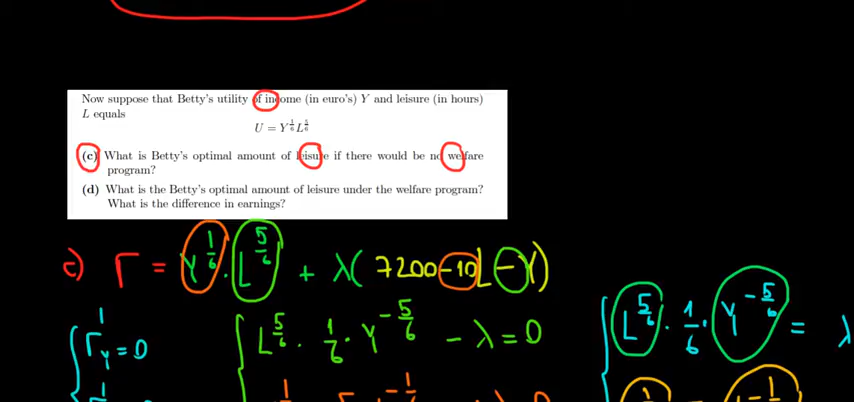 Now suppose that Betty's utility of income (in euro's) Y and leisure (in hours)
L equals
U = Y^{1/6} L^{5/6}
(c) What is Betty's optimal amount of leisure if there would be no welfare
program?
(d) What is the Betty's optimal amount of leisure under the welfare program?
What is the difference in earnings?
c) Γ = Y^{1/6} · L^{5/6} + λ(7200 - 10L - Y)
Γ'_Y = 0
L^{5/6} · 1/6 · Y^{-5/6} - λ = 0
L^{5/6} · 1/6 · Y^{-5/6} = λ